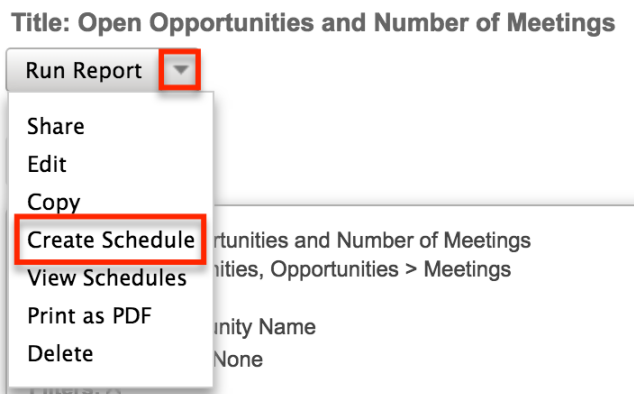 Title: Open Opportunities and Number of Meetings
Run Report
Share
Edit
Copy
Create Schedule
rtunities and Number of Meetings
View Schedules
nities, Opportunities > Meetings
Print as PDF
unity Name
Delete
None